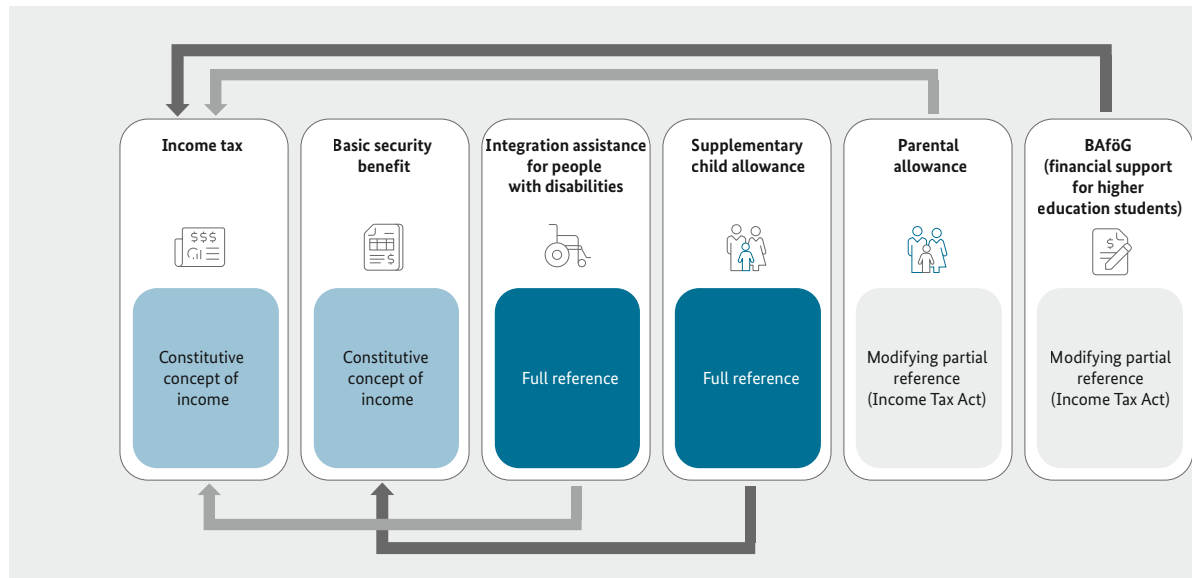 Income tax
$$$
Constitutive
concept of
income
Basic security
benefit
$
Constitutive
concept of
income
Integration assistance
for people
with disabilities
Full reference
Supplementary
child allowance
Full reference
Parental
allowance
Modifying partial
reference
(Income Tax Act)
BAföG
(financial support
for higher
education students)
$
Modifying partial
reference
(Income Tax Act)